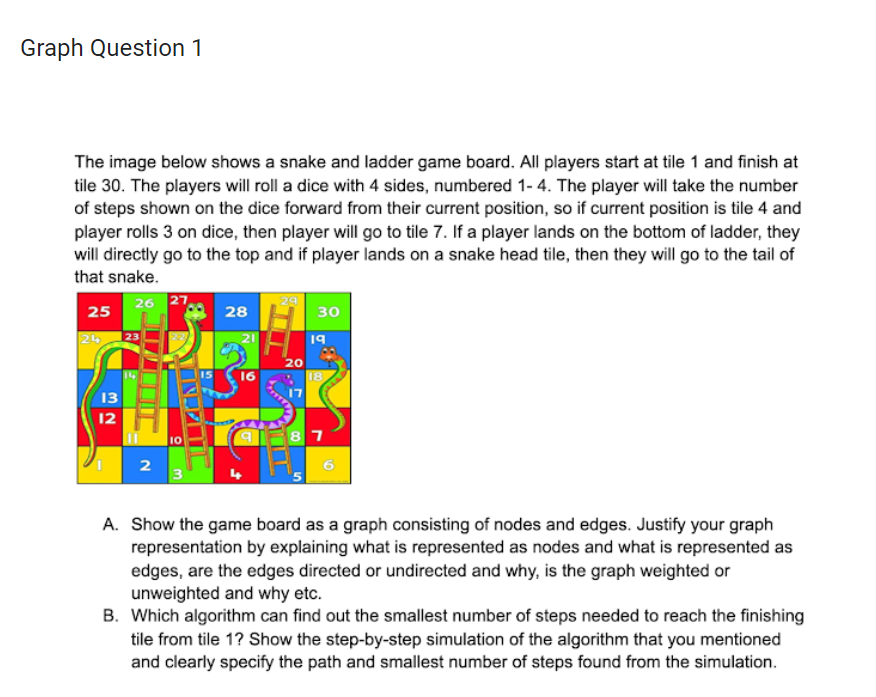 Graph Question 1
The image below shows a snake and ladder game board. All players start at tile 1 and finish at
tile 30. The players will roll a dice with 4 sides, numbered 1- 4. The player will take the number
of steps shown on the dice forward from their current position, so if current position is tile 4 and
player rolls 3 on dice, then player will go to tile 7. If a player lands on the bottom of ladder, they
will directly go to the top and if player lands on a snake head tile, then they will go to the tail of
that snake.
25 26 27 28 29 30
24 23 22 21 20 19
13 14 15 16 17 18
12 11 10 9 8 7
1 2 3 4 5 6
A. Show the game board as a graph consisting of nodes and edges. Justify your graph
representation by explaining what is represented as nodes and what is represented as
edges, are the edges directed or undirected and why, is the graph weighted or
unweighted and why etc.
B. Which algorithm can find out the smallest number of steps needed to reach the finishing
tile from tile 1? Show the step-by-step simulation of the algorithm that you mentioned
and clearly specify the path and smallest number of steps found from the simulation.